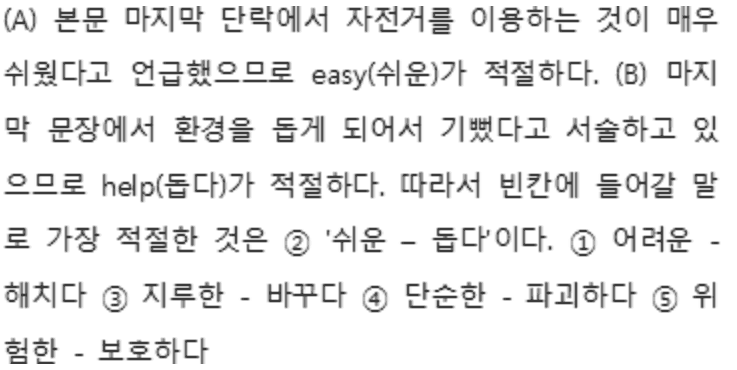 (A) 본문 마지막 단락에서 자전거를 이용하는 것이 매우
쉬웠다고 언급했으므로 easy(쉬운)가 적절하다. (B) 마지
막 문장에서 환경을 돕게 되어서 기뻤다고 서술하고 있
으므로 help(돕다)가 적절하다. 따라서 빈칸에 들어갈 말
로 가장 적절한 것은 ② '쉬운 – 돕다'이다. ① 어려운 -
해치다 ③ 지루한 - 바꾸다 ④ 단순한 - 파괴하다 ⑤ 위
험한 - 보호하다